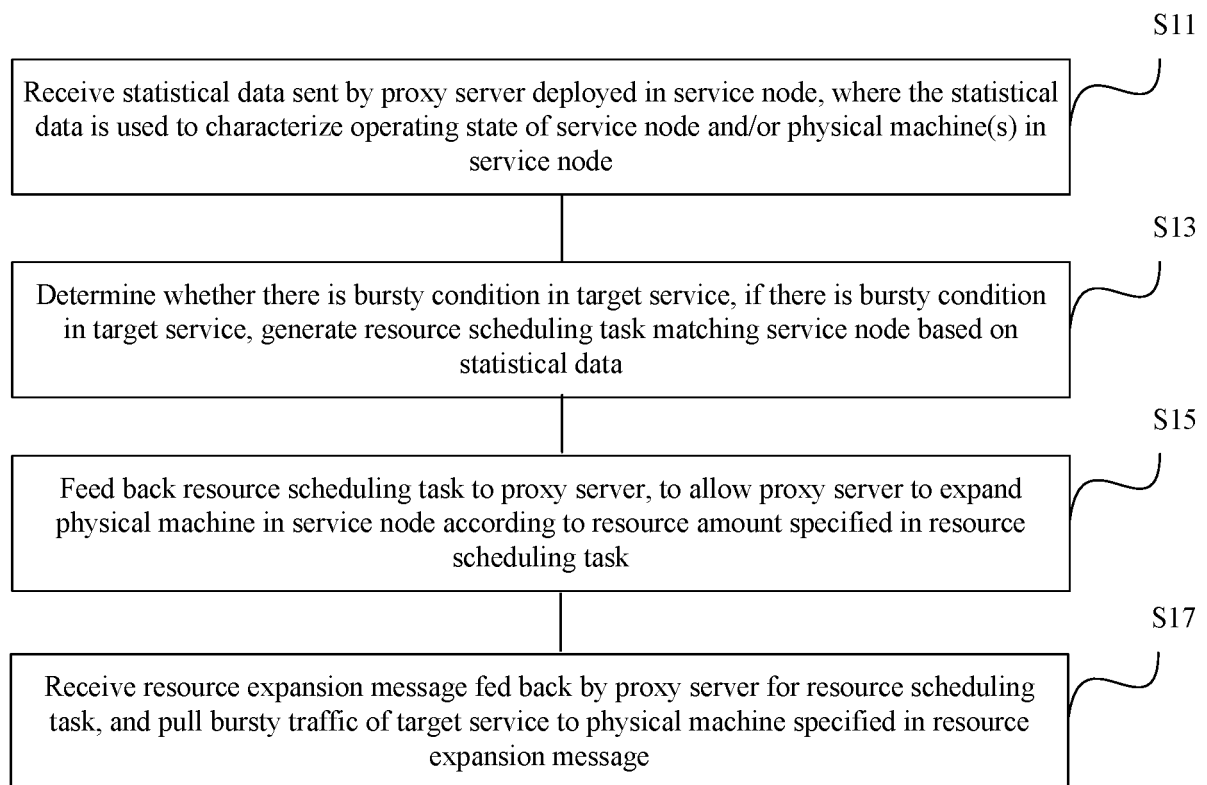 S11
Receive statistical data sent by proxy server deployed in service node, where the statistical
data is used to characterize operating state of service node and/or physical machine(s) in
service node
S13
Determine whether there is bursty condition in target service, if there is bursty condition
in target service, generate resource scheduling task matching service node based on
statistical data
S15
Feed back resource scheduling task to proxy server, to allow proxy server to expand
physical machine in service node according to resource amount specified in resource
scheduling task
S17
Receive resource expansion message fed back by proxy server for resource scheduling
task, and pull bursty traffic of target service to physical machine specified in resource
expansion message